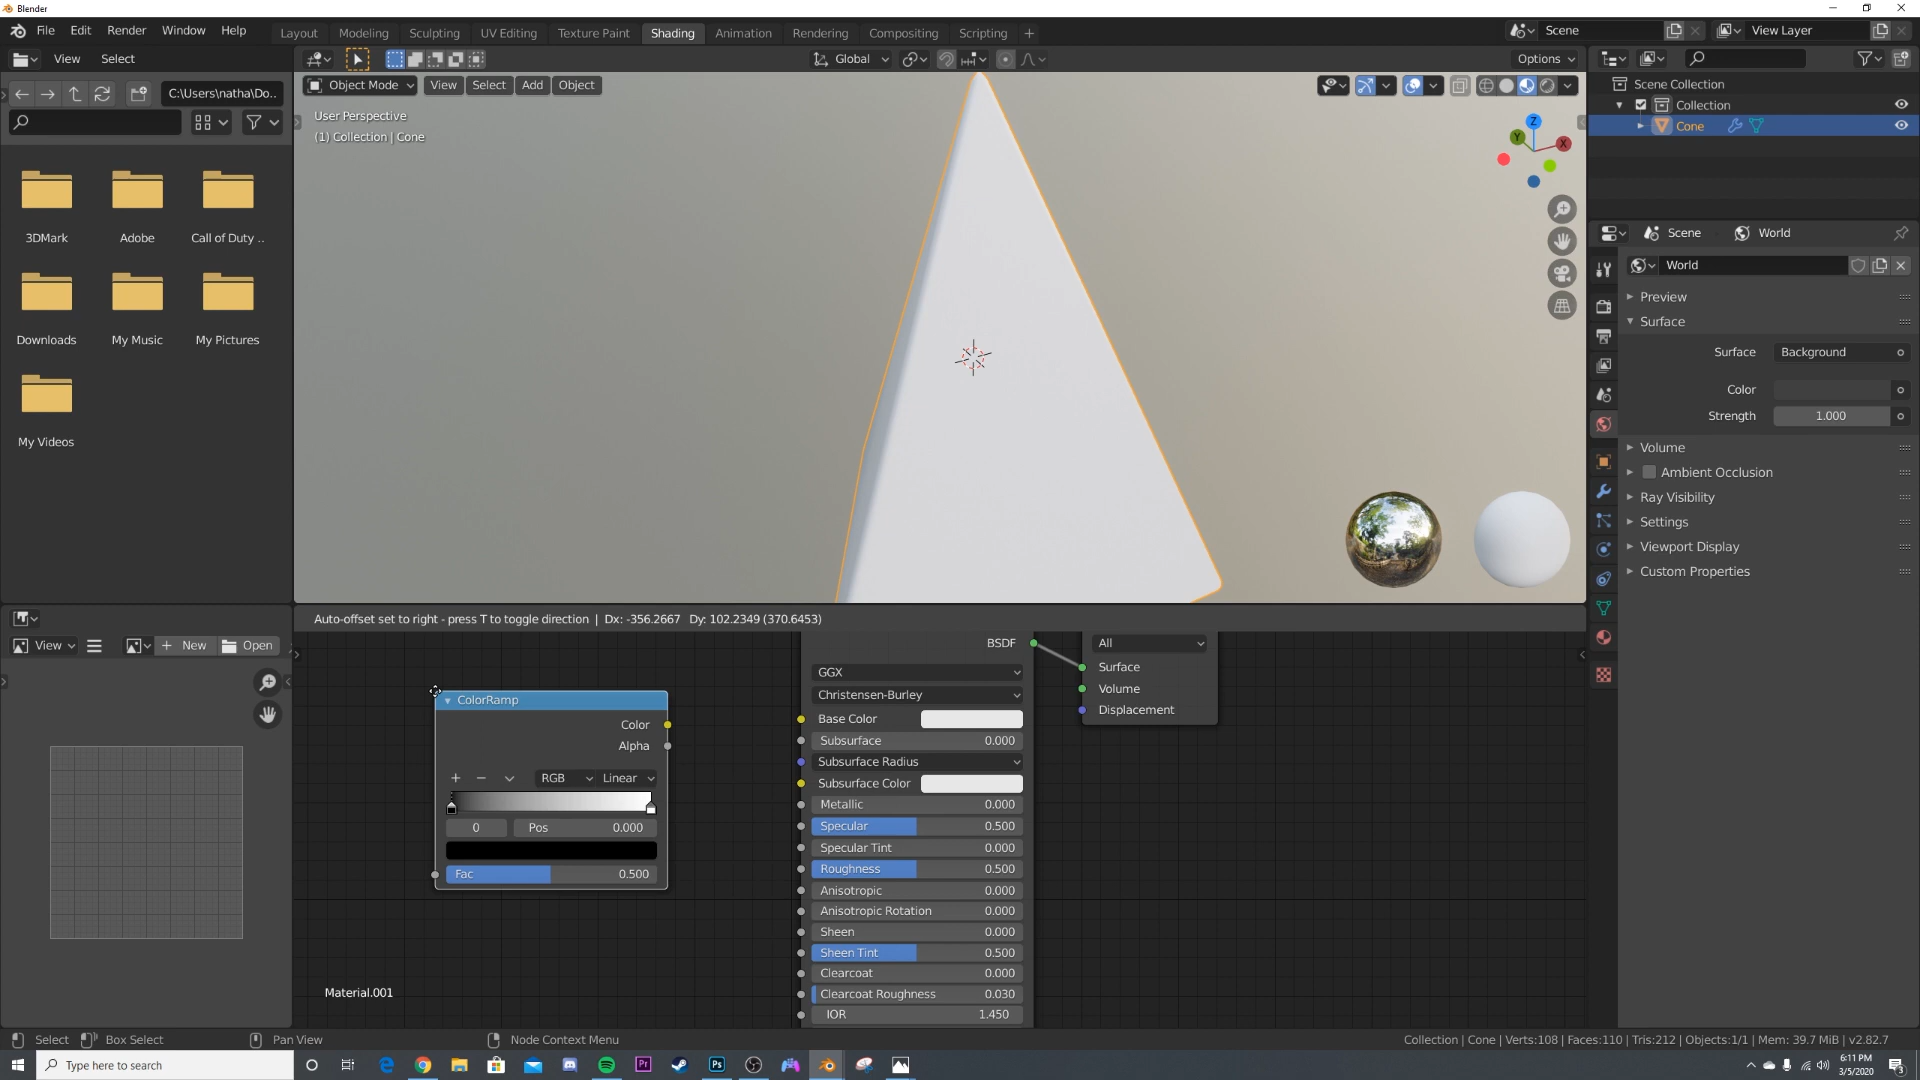 Blender
File Edit Render Window Help
Layout Modeling Sculpting UV Editing Texture Paint Shading Animation Rendering Compositing Scripting +
Scene
View Layer
View Select
Global
Options
C:\Users\natha\Do..
Object Mode View Select Add Object
User Perspective
(1) Collection | Cone
Z
Y
X
Scene Collection
Collection
Cone
3DMark Adobe Call of Duty ..
Downloads My Music My Pictures
My Videos
Scene World
World
Preview
Surface
Surface Background
Color
Strength 1.000
Volume
Ambient Occlusion
Ray Visibility
Settings
Viewport Display
Custom Properties
Auto-offset set to right - press T to toggle direction | Dx: -356.2667 Dy: 102.2349 (370.6453)
View + New Open
ColorRamp
Color
Alpha
+ − RGB Linear
0 Pos 0.000
Fac 0.500
BSDF
GGX
Christensen-Burley
Base Color
Subsurface 0.000
Subsurface Radius
Subsurface Color
Metallic 0.000
Specular 0.500
Specular Tint 0.000
Roughness 0.500
Anisotropic 0.000
Anisotropic Rotation 0.000
Sheen 0.000
Sheen Tint 0.500
Clearcoat 0.000
Clearcoat Roughness 0.030
IOR 1.450
All
Surface
Volume
Displacement
Material.001
Select Box Select Pan View Node Context Menu
Collection | Cone | Verts:108 | Faces:110 | Tris:212 | Objects:1/1 | Mem: 39.7 MiB | v2.82.7
Type here to search
Pr
Ps
6:11 PM
3/5/2020
3